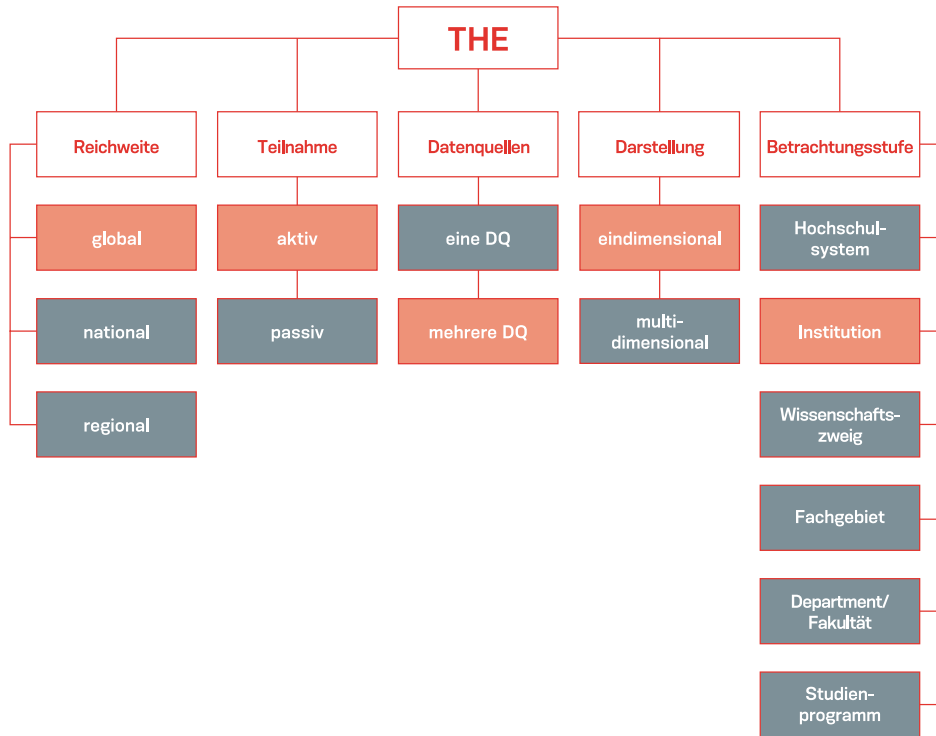 THE
Reichweite
Teilnahme
Datenquellen
Darstellung
Betrachtungsstufe
global
aktiv
eine DQ
eindimensional
Hochschul-
system
national
passiv
mehrere DQ
multi-
dimensional
Institution
regional
Wissenschafts-
zweig
Fachgebiet
Department/
Fakultät
Studien-
programm